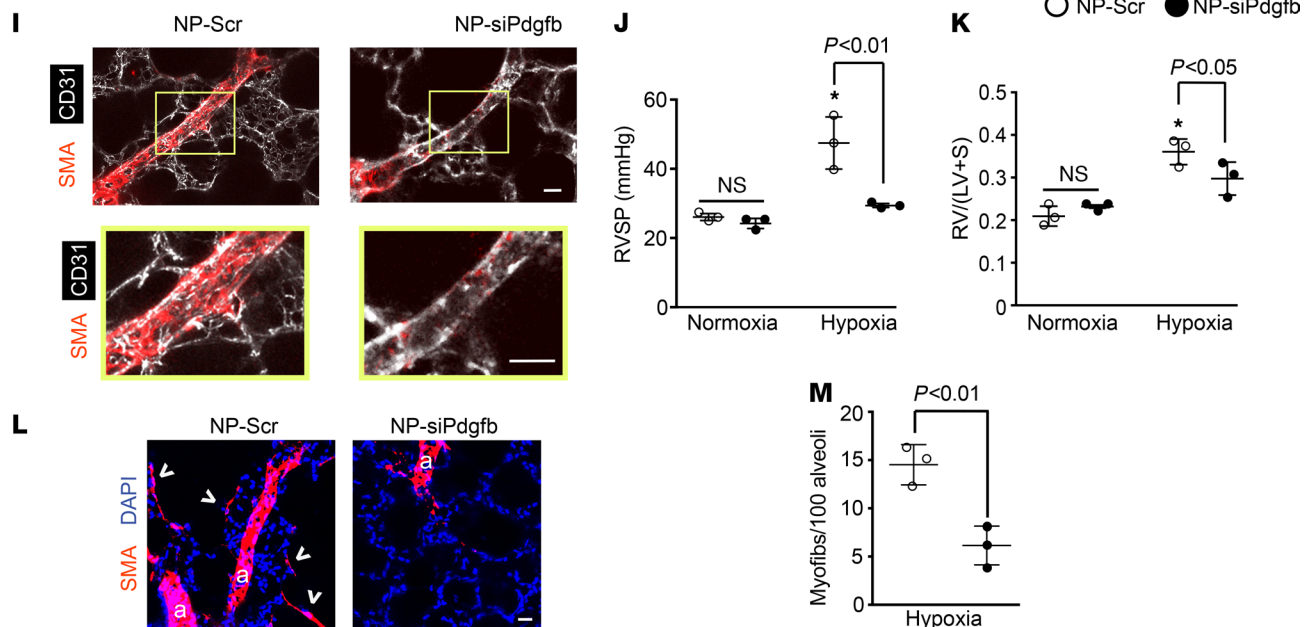 I
NP-Scr
NP-siPdgfb
SMA CD31
SMA CD31
J
P<0.01
*
NS
RVSP (mmHg)
60
40
20
0
Normoxia
Hypoxia
NP-Scr
NP-siPdgfb
K
P<0.05
*
NS
RV/(LV+S)
0.5
0.4
0.3
0.2
0.1
0
Normoxia
Hypoxia
L
NP-Scr
NP-siPdgfb
SMA DAPI
a
a
a
M
P<0.01
Myofibs/100 alveoli
20
15
10
5
0
Hypoxia